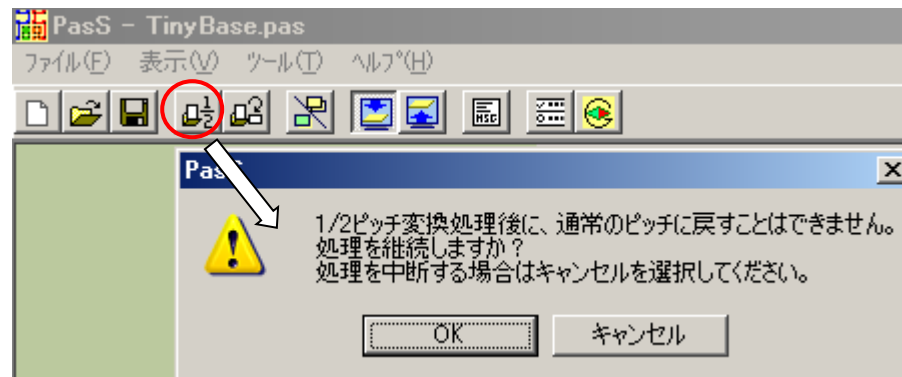 PasS - TinyBase.pas
ファイル(F) 表示(V) ツール(T) ヘルプ(H)
PasS
1/2ピッチ変換処理後に、通常のピッチに戻すことはできません。
処理を継続しますか？
処理を中断する場合はキャンセルを選択してください。
OK キャンセル